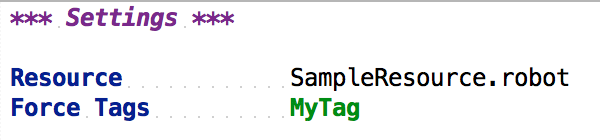 *** Settings ***
Resource SampleResource.robot
Force Tags MyTag